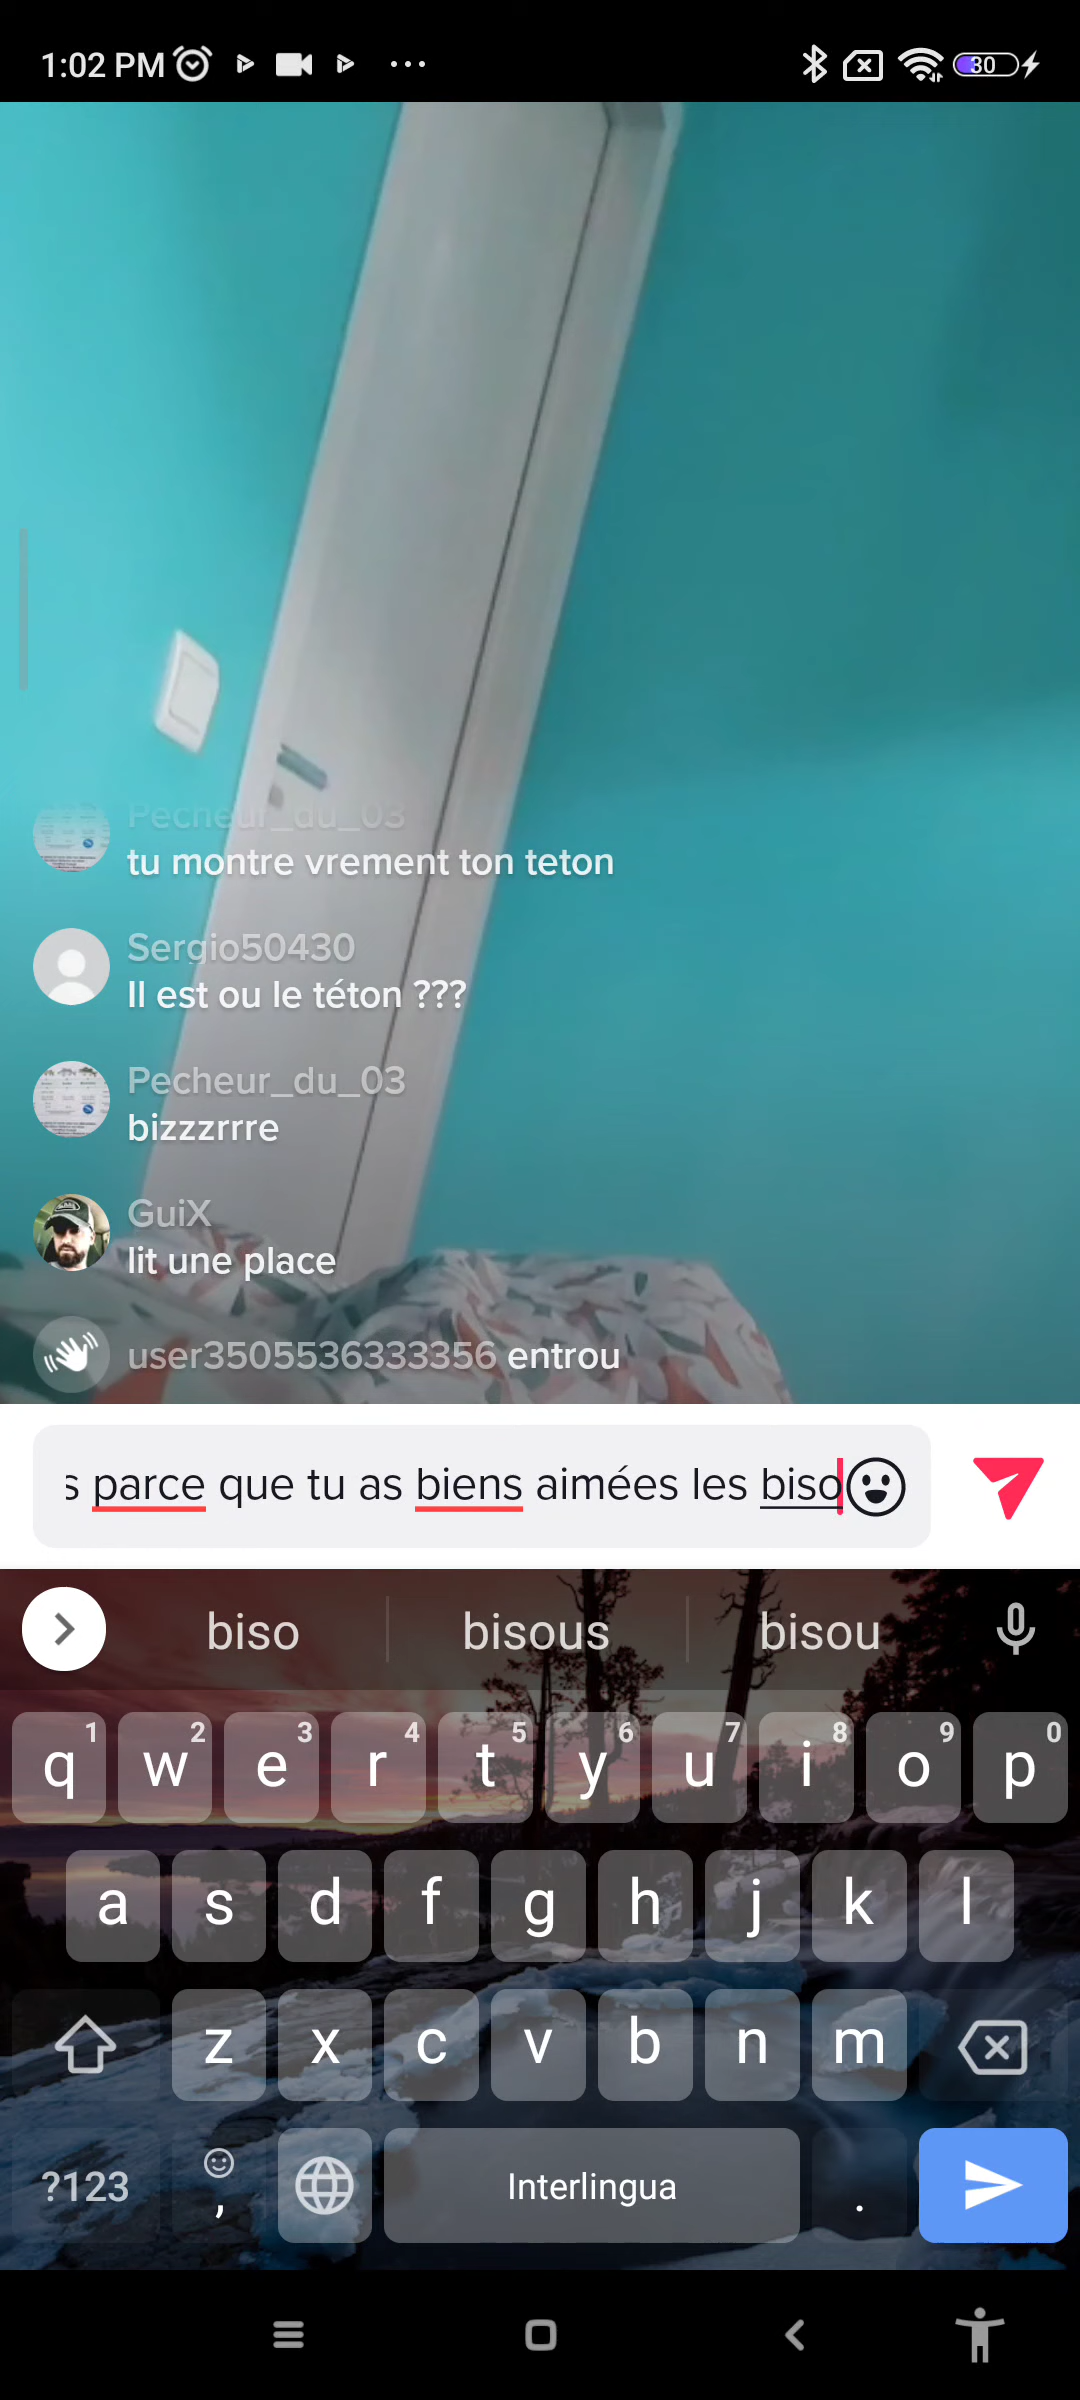 1:02 PM
30
Pecheur_du_03
tu montre vrement ton teton
Sergio50430
Il est ou le téton ???
Pecheur_du_03
bizzzrrrre
GuiX
lit une place
user3505536333356 entrou
s parce que tu as biens aimées les biso
biso bisous bisou
1 2 3 4 5 6 7 8 9 0
q w e r t y u i o p
a s d f g h j k l
z x c v b n m
?123 , Interlingua .